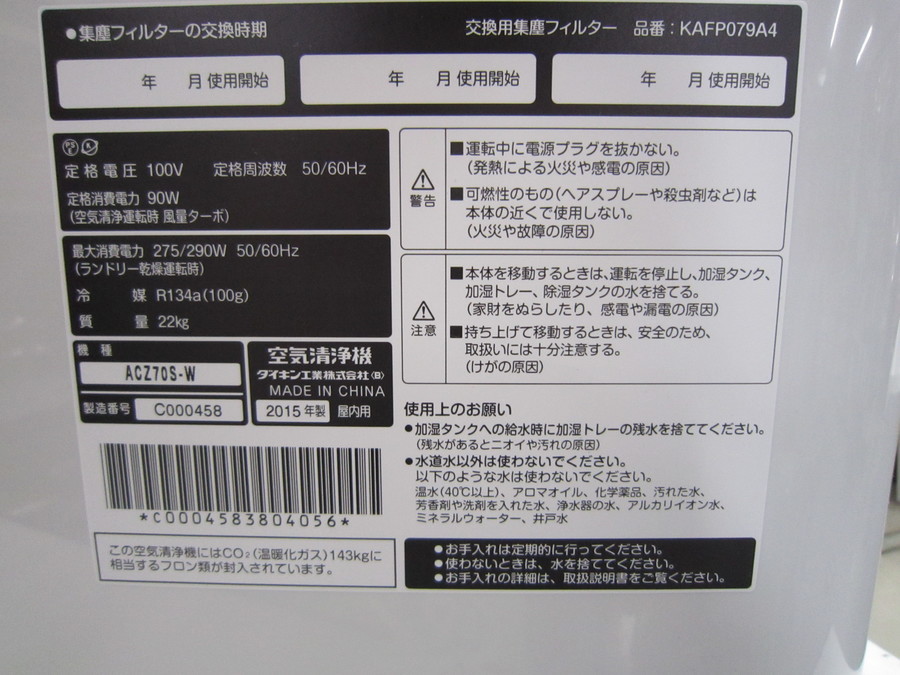 ●集塵フィルターの交換時期
交換用集塵フィルター 品番：KAFP079A4
年 月 使用開始
年 月 使用開始
年 月 使用開始
定格電圧 100V 定格周波数 50/60Hz
定格消費電力 90W
(空気清浄運転時 風量ターボ)
最大消費電力 275/290W 50/60Hz
(ランドリー乾燥運転時)
冷 媒 R134a(100g)
質 量 22kg
機 種
ACZ70S-W
製造番号 C000458
空気清浄機
ダイキン工業株式会社(B)
MADE IN CHINA
2015年製 屋内用
*C0004583804056*
この空気清浄機にはCO₂(温暖化ガス)143kgに
相当するフロン類が封入されています。
警告
■運転中に電源プラグを抜かない。
(発熱による火災や感電の原因)
■可燃性のもの(ヘアスプレーや殺虫剤など)は
本体の近くで使用しない。
(火災や故障の原因)
注意
■本体を移動するときは、運転を停止し、加湿タンク、
加湿トレー、除湿タンクの水を捨てる。
(家財をぬらしたり、感電や漏電の原因)
■持ち上げて移動するときは、安全のため、
取扱いには十分注意する。
(けがの原因)
使用上のお願い
●加湿タンクへの給水時に加湿トレーの残水を捨ててください。
(残水があるとニオイや汚れの原因)
●水道水以外は使わないでください。
以下のような水は使わないでください。
温水(40℃以上)、アロマオイル、化学薬品、汚れた水、
芳香剤や洗剤を入れた水、浄水器の水、アルカリイオン水、
ミネラルウォーター、井戸水
●お手入れは定期的に行ってください。
●使わないときは、水を捨ててください。
●お手入れの詳細は、取扱説明書をご覧ください。